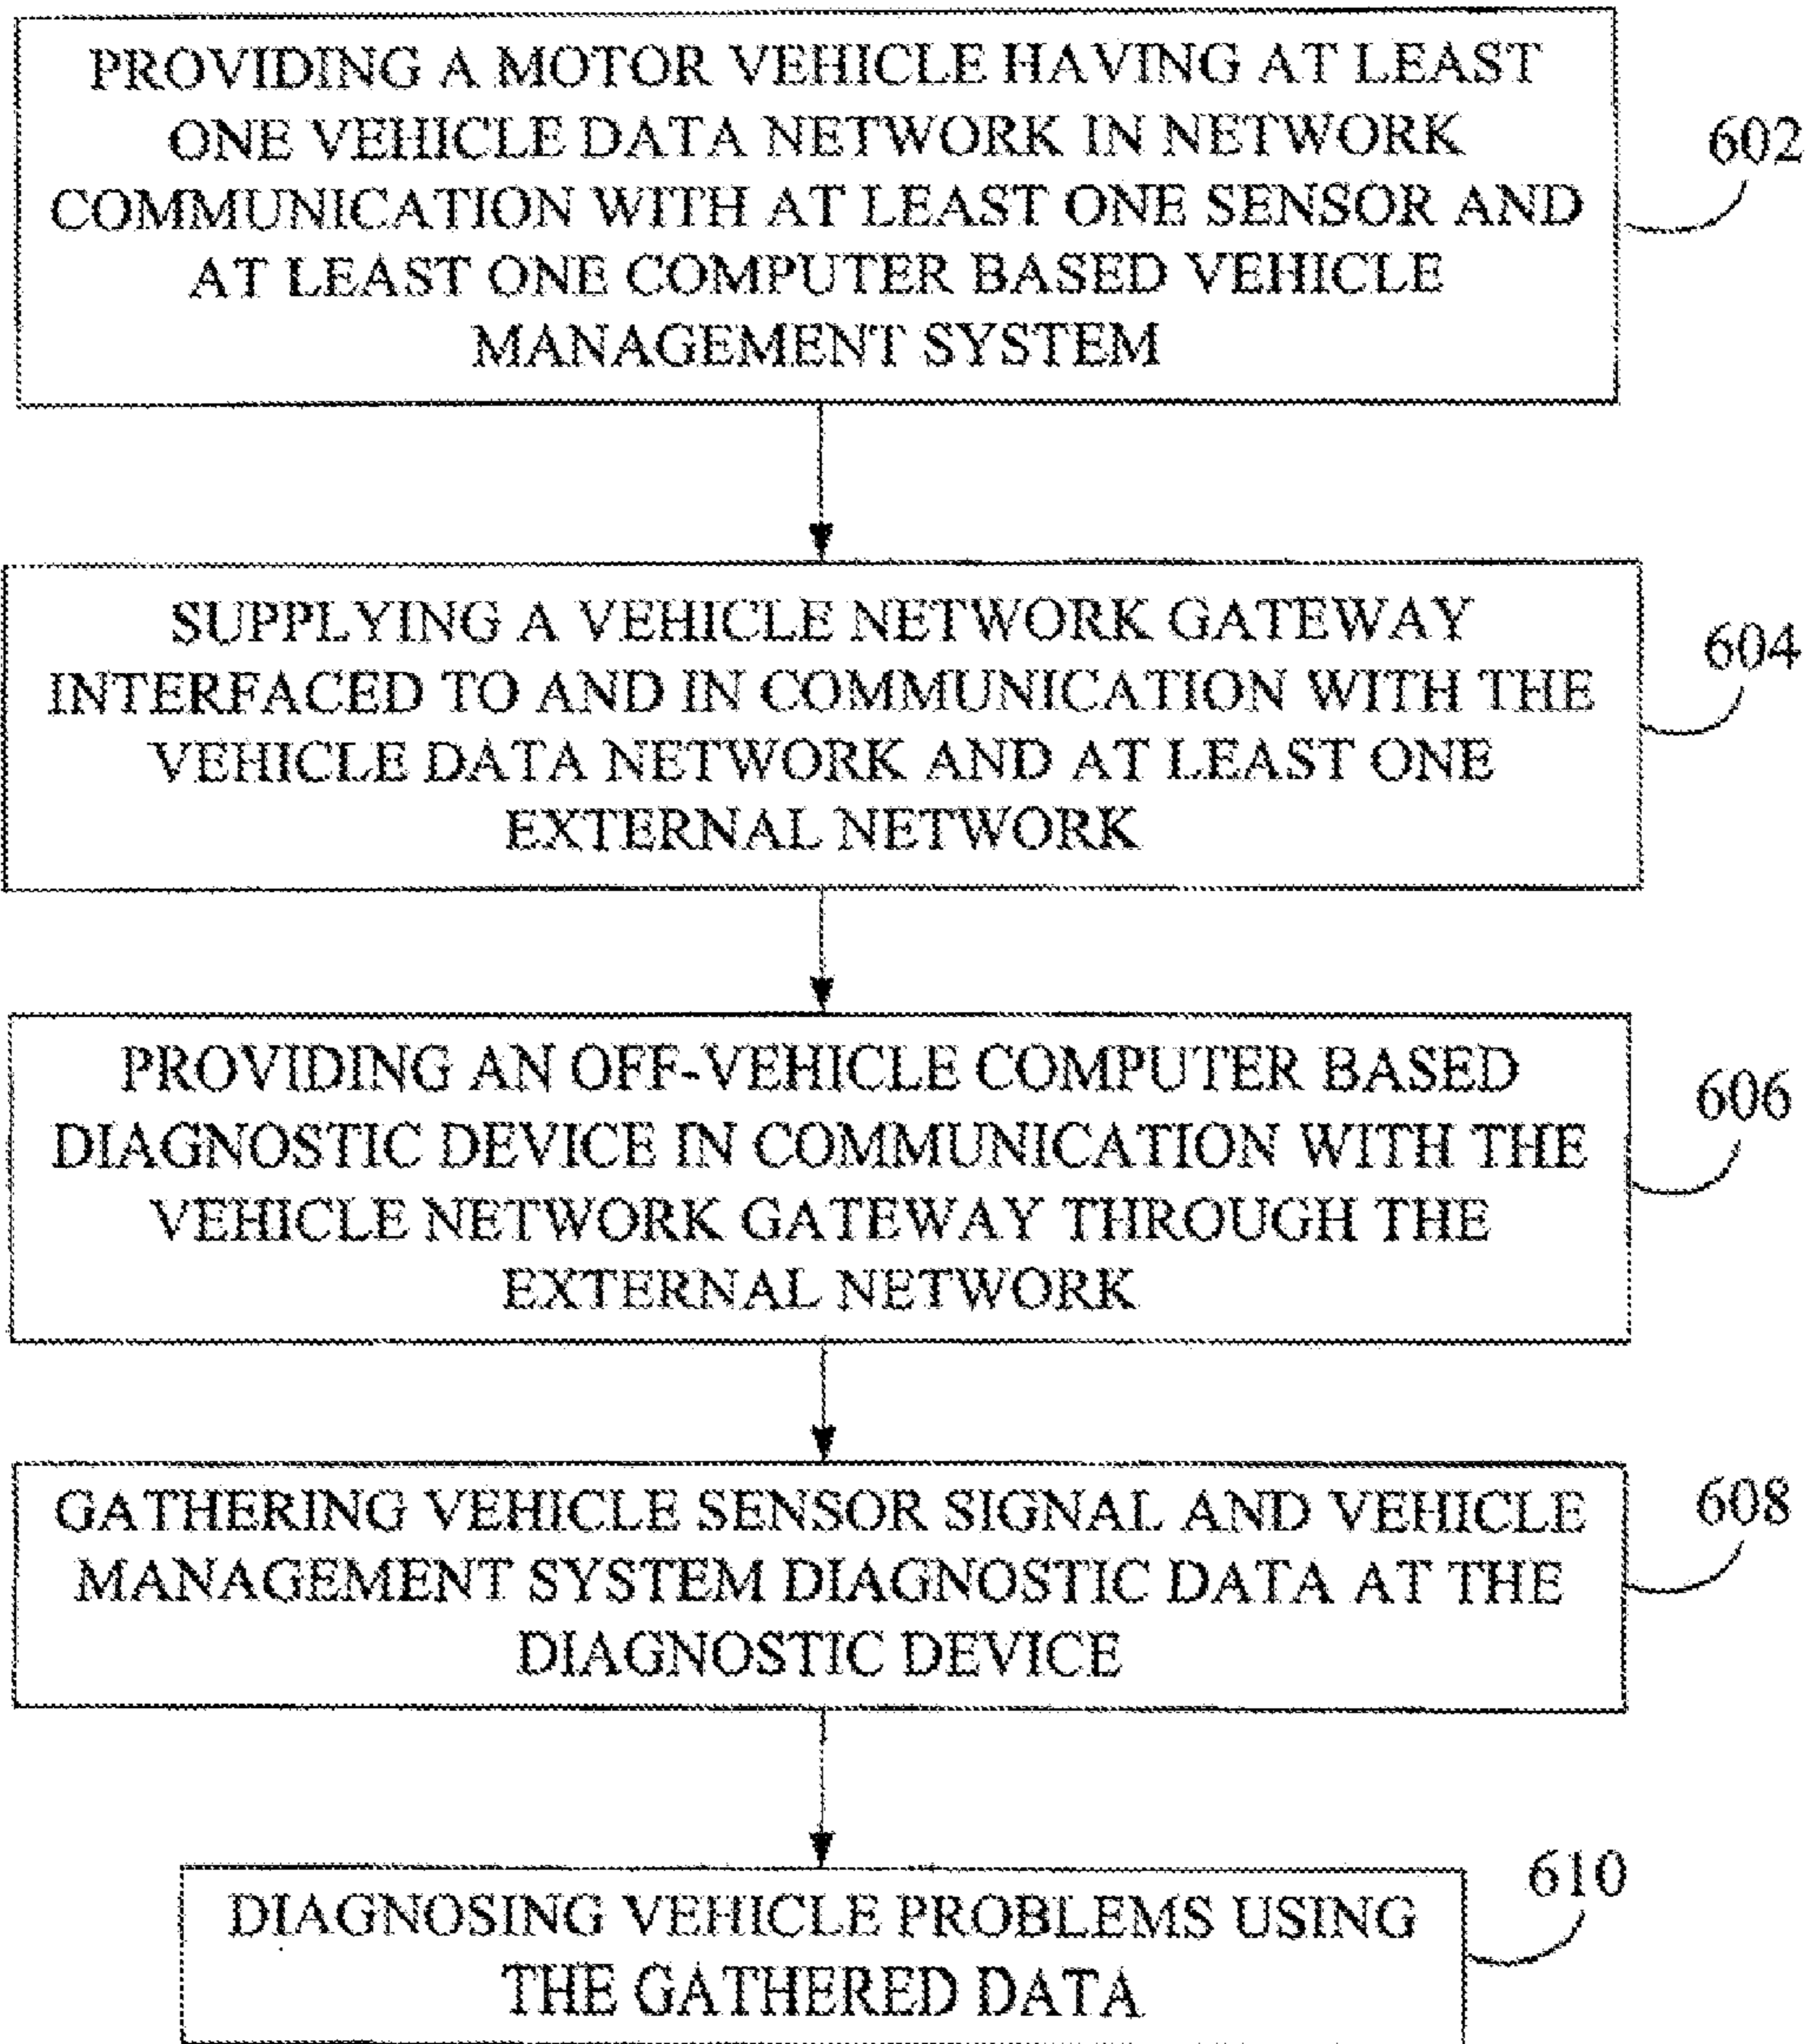 PROVIDING A MOTOR VEHICLE HAVING AT LEAST
ONE VEHICLE DATA NETWORK IN NETWORK
COMMUNICATION WITH AT LEAST ONE SENSOR AND
AT LEAST ONE COMPUTER BASED VEHICLE
MANAGEMENT SYSTEM
602
SUPPLYING A VEHICLE NETWORK GATEWAY
INTERFACED TO AND IN COMMUNICATION WITH THE
VEHICLE DATA NETWORK AND AT LEAST ONE
EXTERNAL NETWORK
604
PROVIDING AN OFF-VEHICLE COMPUTER BASED
DIAGNOSTIC DEVICE IN COMMUNICATION WITH THE
VEHICLE NETWORK GATEWAY THROUGH THE
EXTERNAL NETWORK
606
GATHERING VEHICLE SENSOR SIGNAL AND VEHICLE
MANAGEMENT SYSTEM DIAGNOSTIC DATA AT THE
DIAGNOSTIC DEVICE
608
DIAGNOSING VEHICLE PROBLEMS USING
THE GATHERED DATA
610